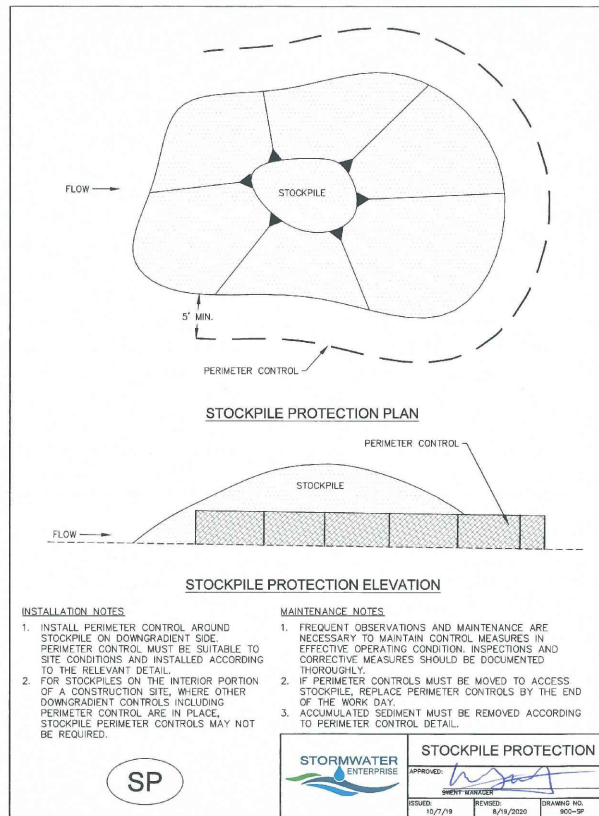 FLOW
STOCKPILE
5' MIN.
PERIMETER CONTROL
STOCKPILE PROTECTION PLAN
PERIMETER CONTROL
STOCKPILE
FLOW
STOCKPILE PROTECTION ELEVATION
INSTALLATION NOTES
1. INSTALL PERIMETER CONTROL AROUND
STOCKPILE ON DOWNGRADIENT SIDE.
PERIMETER CONTROL MUST BE SUITABLE TO
SITE CONDITIONS AND INSTALLED ACCORDING
TO THE RELEVANT DETAIL.
2. FOR STOCKPILES ON THE INTERIOR PORTION
OF A CONSTRUCTION SITE, WHERE OTHER
DOWNGRADIENT CONTROLS INCLUDING
PERIMETER CONTROL ARE IN PLACE,
STOCKPILE PERIMETER CONTROLS MAY NOT
BE REQUIRED.
MAINTENANCE NOTES
1. FREQUENT OBSERVATIONS AND MAINTENANCE ARE
NECESSARY TO MAINTAIN CONTROL MEASURES IN
EFFECTIVE OPERATING CONDITION. INSPECTIONS AND
CORRECTIVE MEASURES SHOULD BE DOCUMENTED
THOROUGHLY.
2. IF PERIMETER CONTROLS MUST BE MOVED TO ACCESS
STOCKPILE, REPLACE PERIMETER CONTROLS BY THE END
OF THE WORK DAY.
3. ACCUMULATED SEDIMENT MUST BE REMOVED ACCORDING
TO PERIMETER CONTROL DETAIL.
SP
STORMWATER
ENTERPRISE
STOCKPILE PROTECTION
APPROVED:
MANAGER
ISSUED:
10/7/19
REVISED:
8/19/2020
DRAWING NO.
900-SP